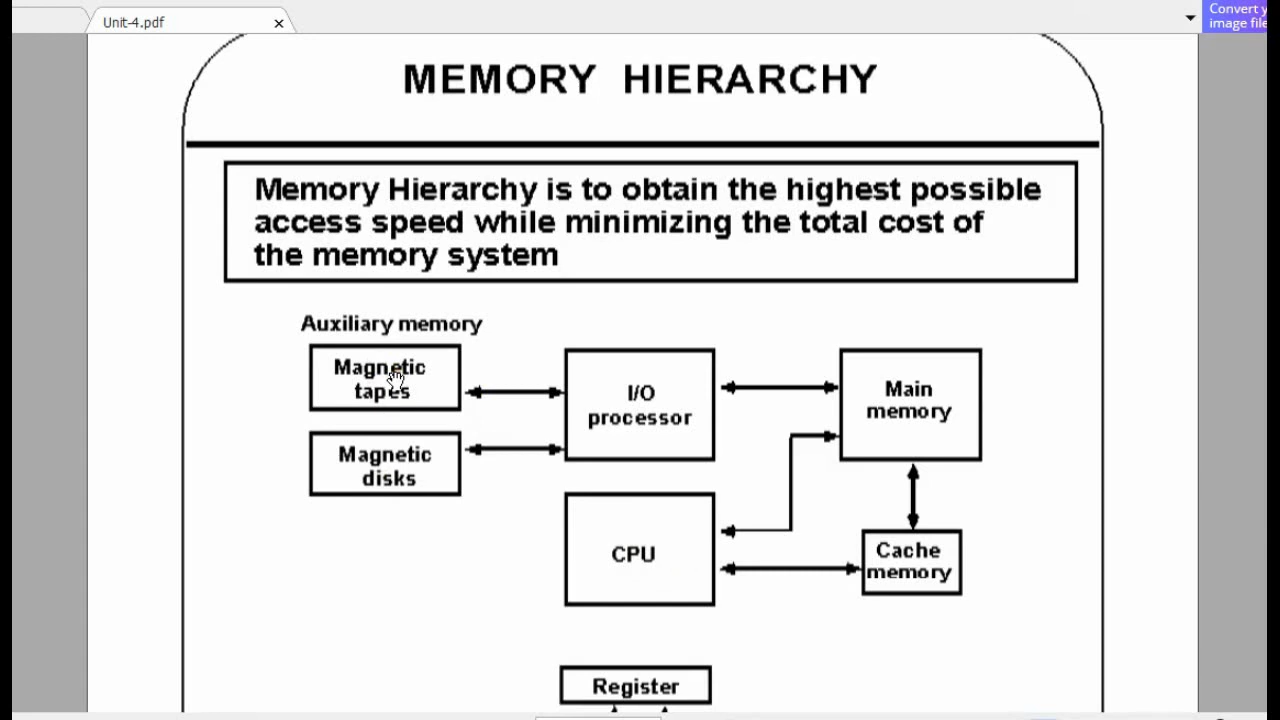 Unit-4.pdf
Convert y
image file
MEMORY HIERARCHY
Memory Hierarchy is to obtain the highest possible
access speed while minimizing the total cost of
the memory system
Auxiliary memory
Magnetic
tapes
I/O
processor
Main
memory
Magnetic
disks
CPU
Cache
memory
Register